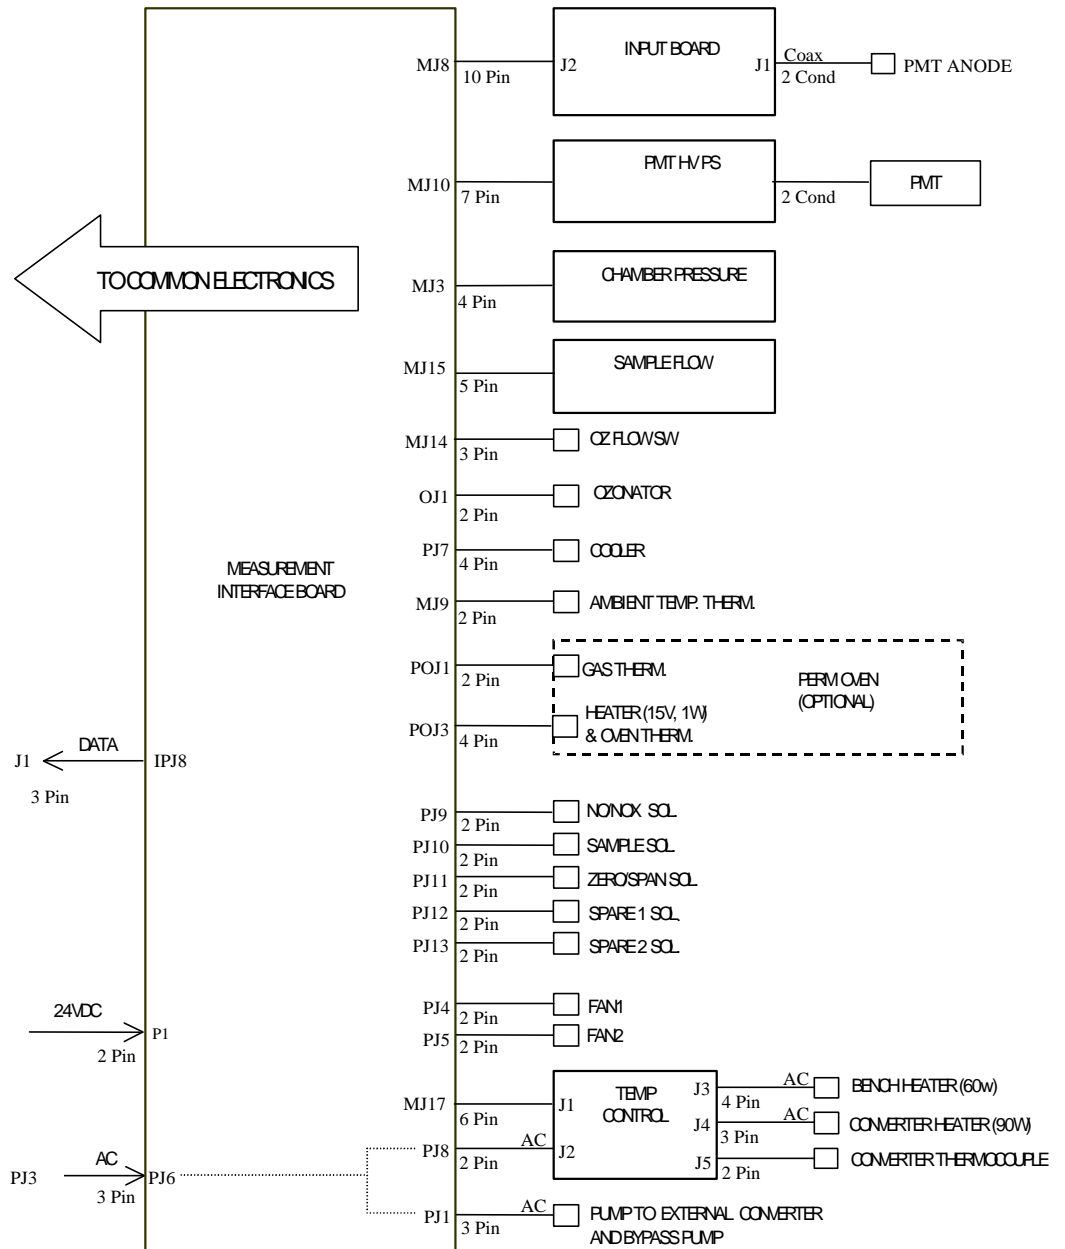 INPUT BOARD
MJ8
10 Pin
J2
J1
Coax
2 Cond
PMT ANODE
PMT HV PS
MJ10
7 Pin
2 Cond
PMT
TO COMMON ELECTRONICS
CHAMBER PRESSURE
MJ3
4 Pin
SAMPLE FLOW
MJ15
5 Pin
MJ14
3 Pin
OZ FLOW SW
OJ1
2 Pin
OZONATOR
PJ7
4 Pin
COOLER
MEASUREMENT
INTERFACE BOARD
MJ9
2 Pin
AMBIENT TEMP. THERM.
POJ1
2 Pin
GAS THERM.
PERM OVEN
(OPTIONAL)
POJ3
4 Pin
HEATER (15V, 1W)
& OVEN THERM.
J1
DATA
3 Pin
IPJ8
PJ9
2 Pin
NO/NOX SOL.
PJ10
2 Pin
SAMPLE SOL.
PJ11
2 Pin
ZERO/SPAN SOL.
PJ12
2 Pin
SPARE 1 SOL.
PJ13
2 Pin
SPARE 2 SOL.
24VDC
2 Pin
P1
PJ4
2 Pin
FAN1
PJ5
2 Pin
FAN2
TEMP
CONTROL
MJ17
6 Pin
J1
PJ8
2 Pin
AC
J2
J3
AC
4 Pin
BENCH HEATER (60w)
J4
AC
3 Pin
CONVERTER HEATER (90W)
J5
2 Pin
CONVERTER THERMOCOUPLE
PJ3
AC
3 Pin
PJ6
PJ1
3 Pin
AC
PUMP TO EXTERNAL CONVERTER
AND BYPASS PUMP